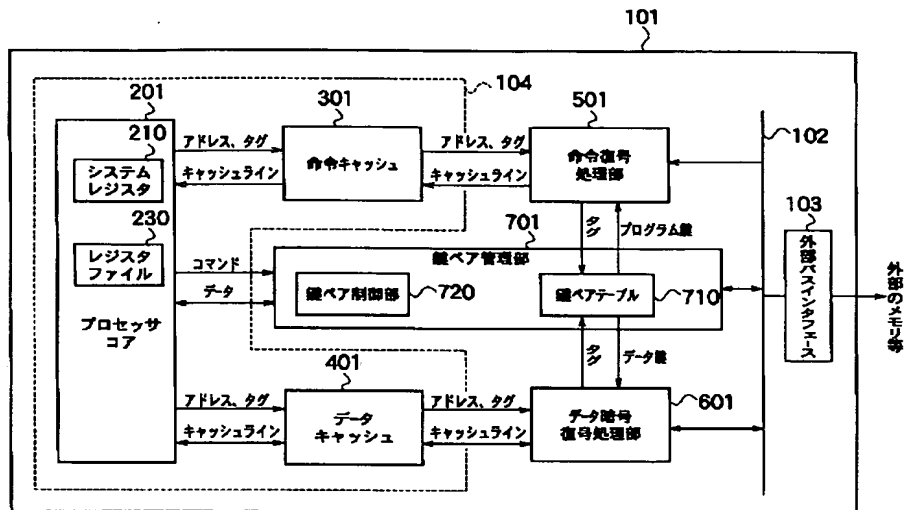 101
104
201
210
システム
レジスタ
230
レジスタ
ファイル
プロセッサ
コア
アドレス、タグ
キャッシュライン
301
命令キャッシュ
アドレス、タグ
キャッシュライン
501
命令復号
処理部
102
103
外部バスインタフェース
外部のメモリ等
タグ
プログラム鍵
701
鍵ペア管理部
コマンド
データ
鍵ペア制御部
720
鍵ペアテーブル
710
タグ
データ鍵
401
アドレス、タグ
キャッシュライン
データ
キャッシュ
アドレス、タグ
キャッシュライン
データ暗号
復号処理部
601